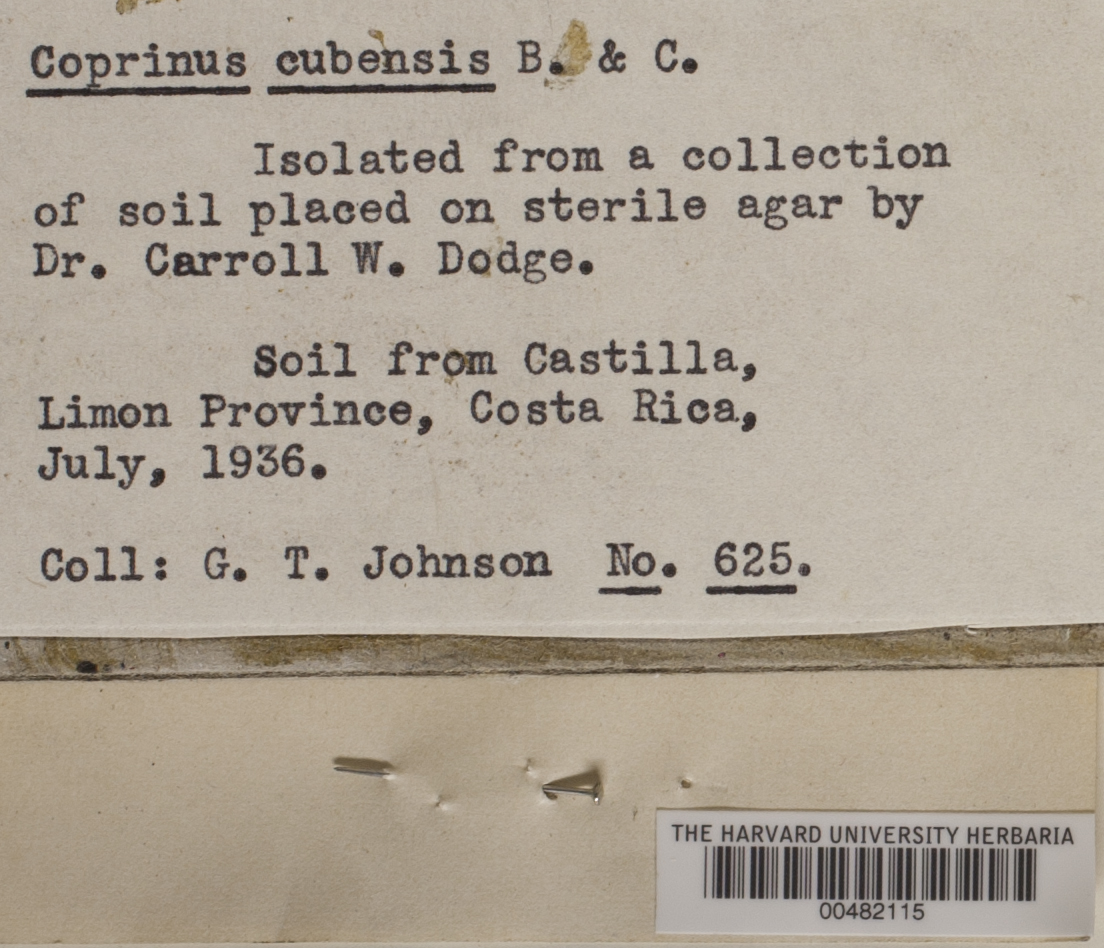 Coprinus cubensis B. & C.
Isolated from a collection
of soil placed on sterile agar by
Dr. Carroll W. Dodge.
Soil from Castilla,
Limon Province, Costa Rica,
July, 1936.
Coll: G. T. Johnson No. 625.
THE HARVARD UNIVERSITY HERBARIA
00482115